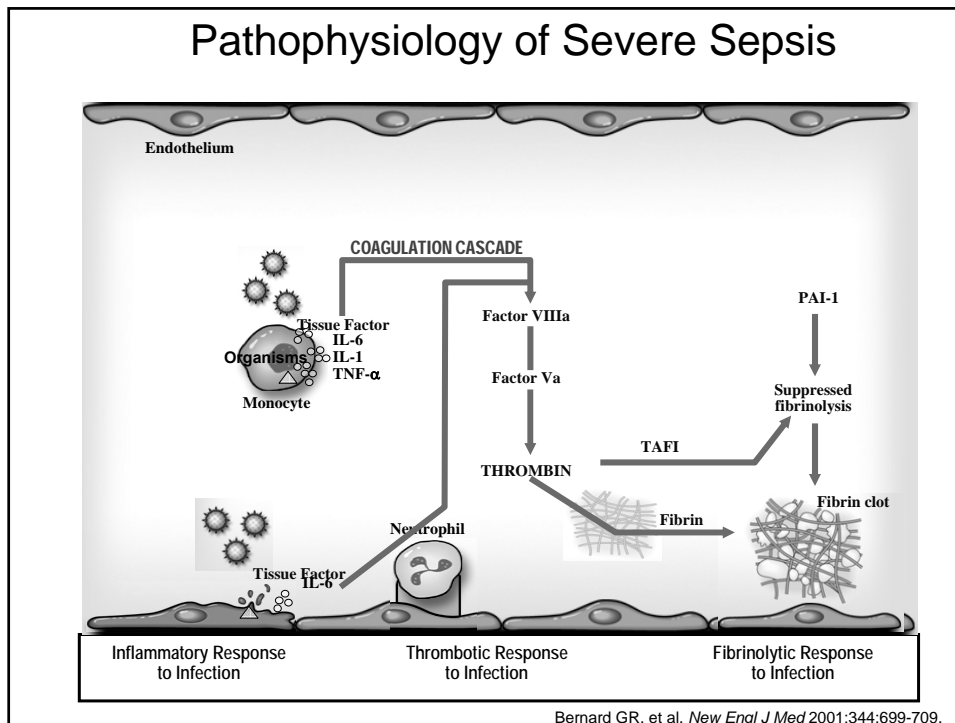 Pathophysiology of Severe Sepsis
Endothelium
COAGULATION CASCADE
Tissue Factor
IL-6
Organisms
IL-1
TNF-α
Monocyte
Factor VIIIa
Factor Va
THROMBIN
PAI-1
Suppressed
fibrinolysis
TAFI
Fibrin
Fibrin clot
Neutrophil
Tissue Factor
IL-6
Inflammatory Response
to Infection
Thrombotic Response
to Infection
Fibrinolytic Response
to Infection
Bernard GR, et al. New Engl J Med 2001;344:699-709.